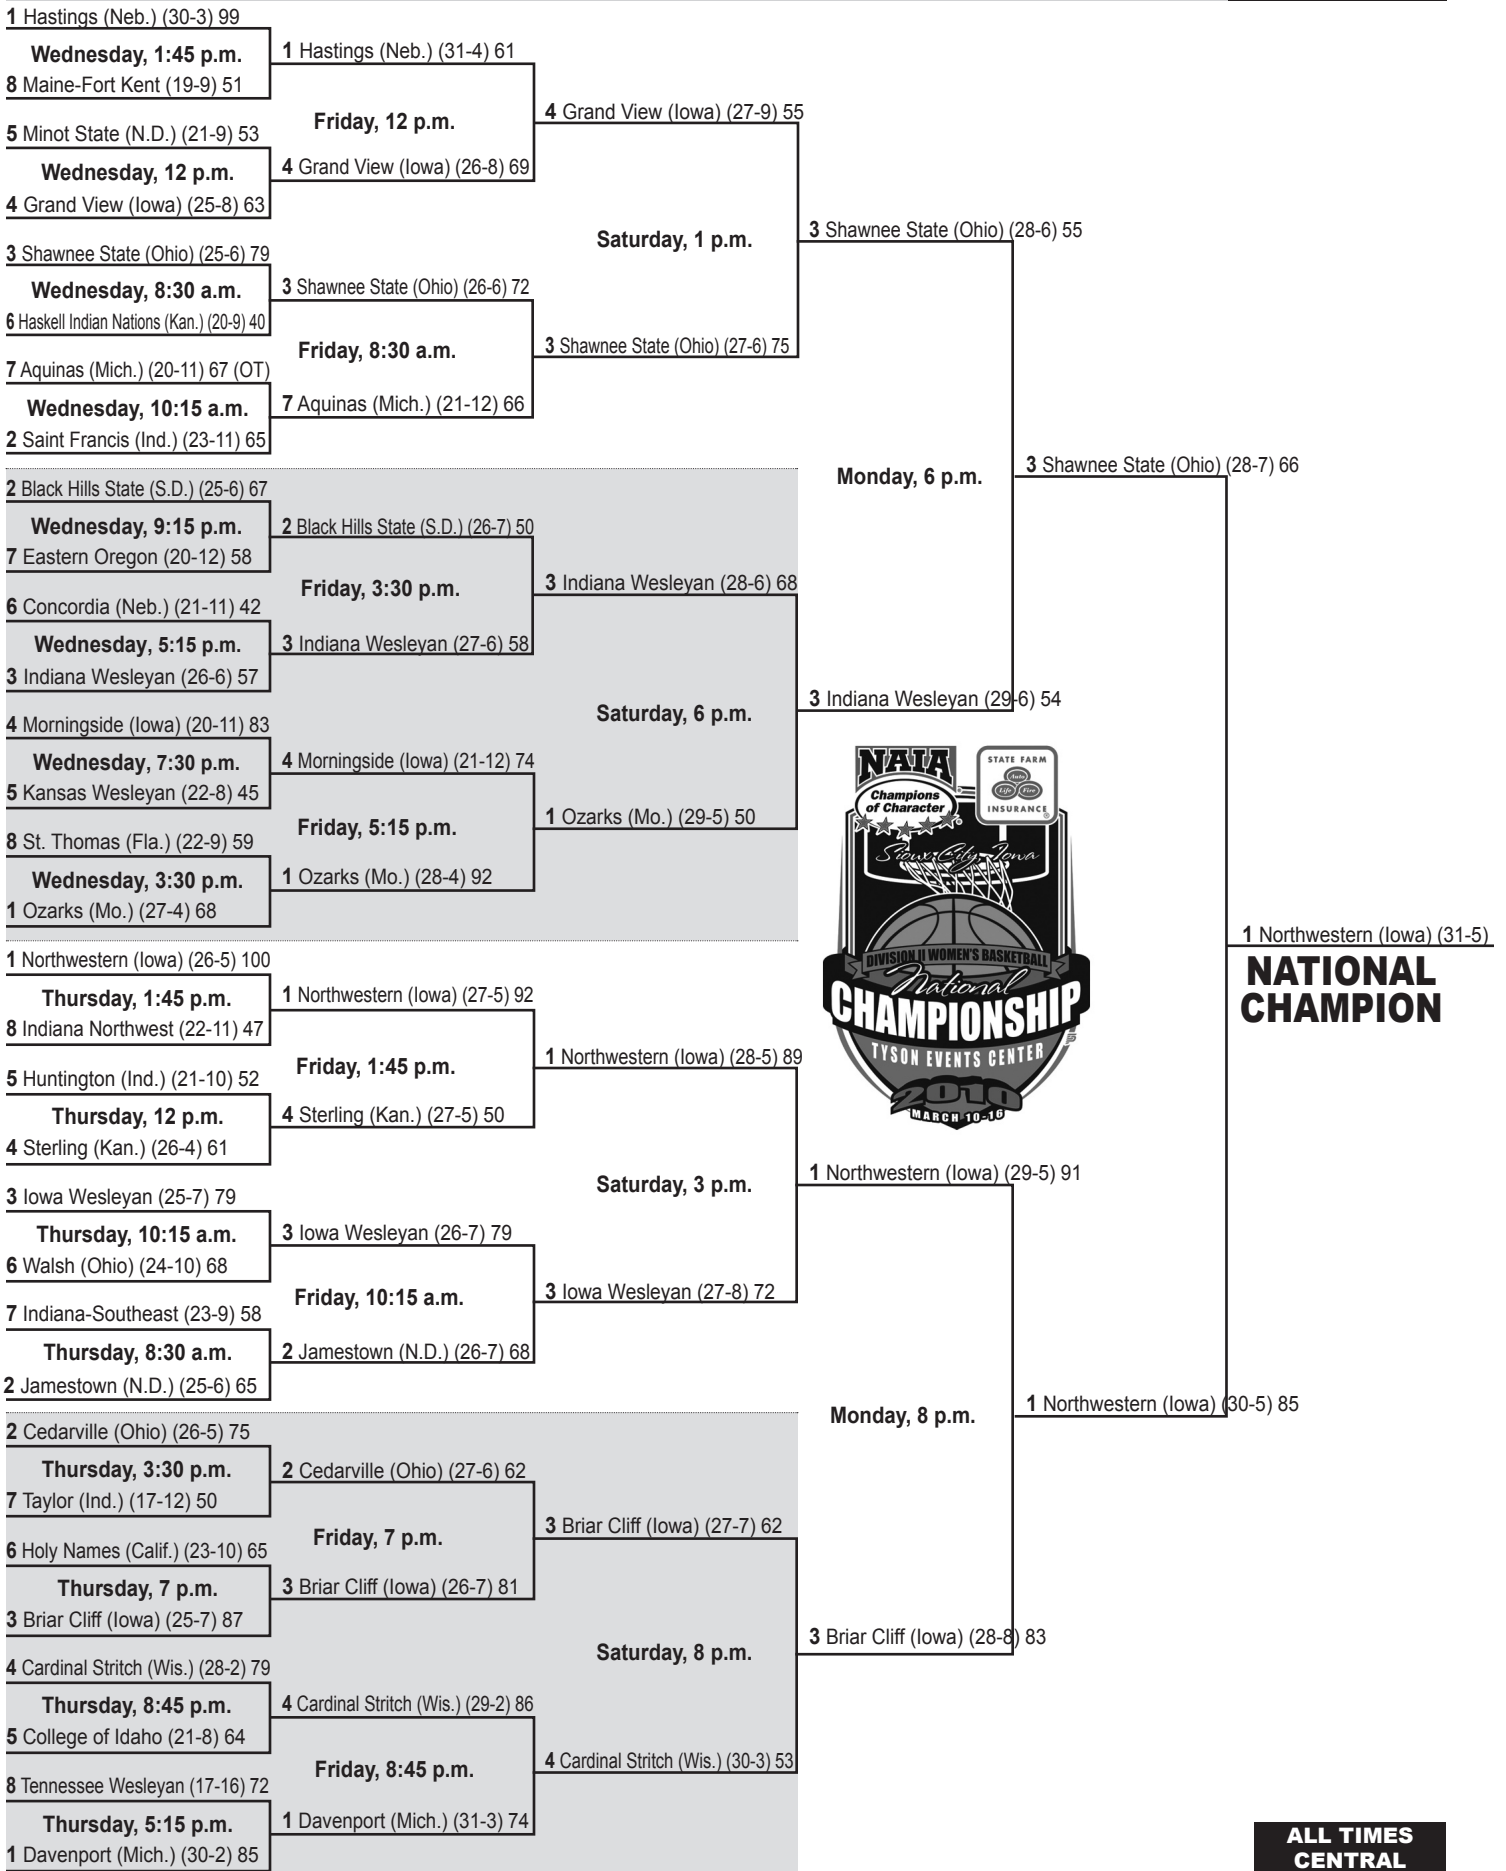 1 Hastings (Neb.) (30-3) 99
Wednesday, 1:45 p.m.
8 Maine-Fort Kent (19-9) 51
5 Minot State (N.D.) (21-9) 53
Wednesday, 12 p.m.
4 Grand View (Iowa) (25-8) 63
3 Shawnee State (Ohio) (25-6) 79
Wednesday, 8:30 a.m.
6 Haskell Indian Nations (Kan.) (20-9) 40
7 Aquinas (Mich.) (20-11) 67 (OT)
Wednesday, 10:15 a.m.
2 Saint Francis (Ind.) (23-11) 65
2 Black Hills State (S.D.) (25-6) 67
Wednesday, 9:15 p.m.
7 Eastern Oregon (20-12) 58
6 Concordia (Neb.) (21-11) 42
Wednesday, 5:15 p.m.
3 Indiana Wesleyan (26-6) 57
4 Morningside (Iowa) (20-11) 83
Wednesday, 7:30 p.m.
5 Kansas Wesleyan (22-8) 45
8 St. Thomas (Fla.) (22-9) 59
Wednesday, 3:30 p.m.
1 Ozarks (Mo.) (27-4) 68
1 Northwestern (Iowa) (26-5) 100
Thursday, 1:45 p.m.
8 Indiana Northwest (22-11) 47
5 Huntington (Ind.) (21-10) 52
Thursday, 12 p.m.
4 Sterling (Kan.) (26-4) 61
3 Iowa Wesleyan (25-7) 79
Thursday, 10:15 a.m.
6 Walsh (Ohio) (24-10) 68
7 Indiana-Southeast (23-9) 58
Thursday, 8:30 a.m.
2 Jamestown (N.D.) (25-6) 65
2 Cedarville (Ohio) (26-5) 75
Thursday, 3:30 p.m.
7 Taylor (Ind.) (17-12) 50
6 Holy Names (Calif.) (23-10) 65
Thursday, 7 p.m.
3 Briar Cliff (Iowa) (25-7) 87
4 Cardinal Stritch (Wis.) (28-2) 79
Thursday, 8:45 p.m.
5 College of Idaho (21-8) 64
8 Tennessee Wesleyan (17-16) 72
Thursday, 5:15 p.m.
1 Davenport (Mich.) (30-2) 85
1 Hastings (Neb.) (31-4) 61
Friday, 12 p.m.
4 Grand View (Iowa) (26-8) 69
3 Shawnee State (Ohio) (26-6) 72
Friday, 8:30 a.m.
7 Aquinas (Mich.) (21-12) 66
2 Black Hills State (S.D.) (26-7) 50
Friday, 3:30 p.m.
3 Indiana Wesleyan (27-6) 58
4 Morningside (Iowa) (21-12) 74
Friday, 5:15 p.m.
1 Ozarks (Mo.) (28-4) 92
1 Northwestern (Iowa) (27-5) 92
Friday, 1:45 p.m.
4 Sterling (Kan.) (27-5) 50
3 Iowa Wesleyan (26-7) 79
Friday, 10:15 a.m.
2 Jamestown (N.D.) (26-7) 68
2 Cedarville (Ohio) (27-6) 62
Friday, 7 p.m.
3 Briar Cliff (Iowa) (26-7) 81
4 Cardinal Stritch (Wis.) (29-2) 86
Friday, 8:45 p.m.
1 Davenport (Mich.) (31-3) 74
4 Grand View (Iowa) (27-9) 55
Saturday, 1 p.m.
3 Shawnee State (Ohio) (27-6) 75
3 Indiana Wesleyan (28-6) 68
Saturday, 6 p.m.
1 Ozarks (Mo.) (29-5) 50
1 Northwestern (Iowa) (28-5) 89
Saturday, 3 p.m.
3 Iowa Wesleyan (27-8) 72
3 Briar Cliff (Iowa) (27-7) 62
Saturday, 8 p.m.
4 Cardinal Stritch (Wis.) (30-3) 53
3 Shawnee State (Ohio) (28-6) 55
Monday, 6 p.m.
3 Indiana Wesleyan (29-6) 54
NAIA
Champions
of Character
STATE FARM
Auto
Life Fire
INSURANCE
Sioux City, Iowa
DIVISION II WOMEN'S BASKETBALL
National
CHAMPIONSHIP
TYSON EVENTS CENTER
2010
MARCH 10-16
1 Northwestern (Iowa) (29-5) 91
Monday, 8 p.m.
3 Briar Cliff (Iowa) (28-8) 83
3 Shawnee State (Ohio) (28-7) 66
1 Northwestern (Iowa) (30-5) 85
1 Northwestern (Iowa) (31-5)
NATIONAL
CHAMPION
ALL TIMES
CENTRAL